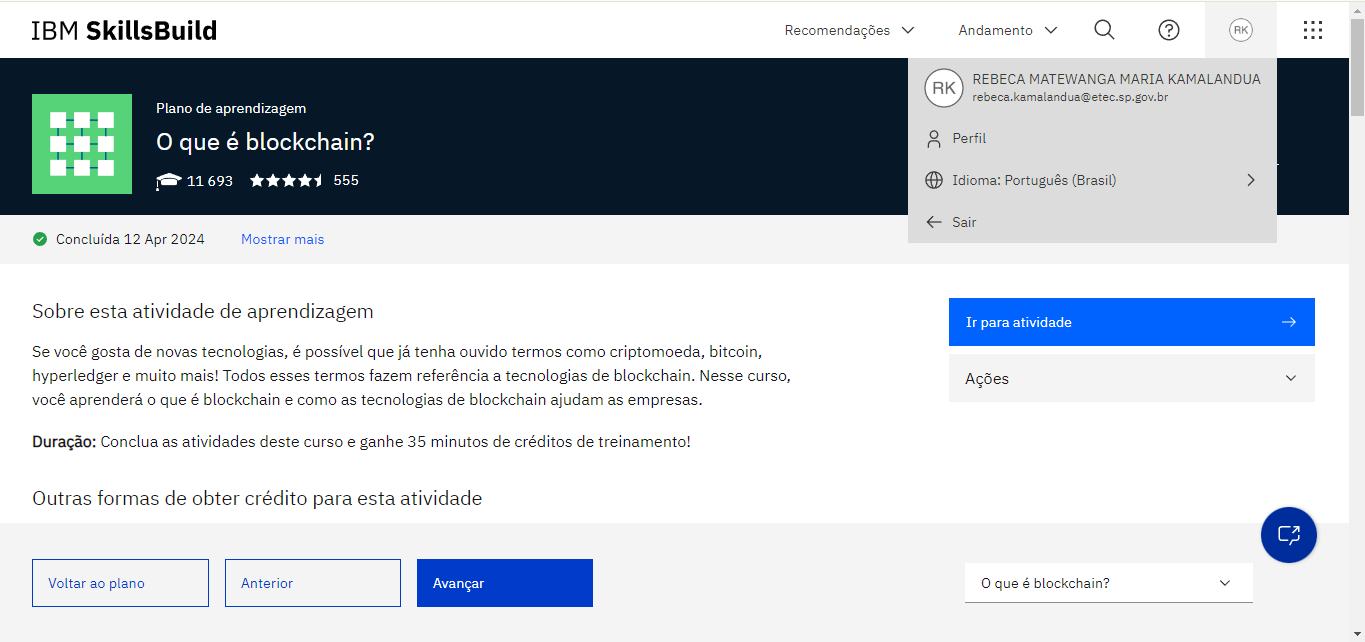 IBM SkillsBuild
Recomendações
Andamento
RK
RK
REBECA MATEWANGA MARIA KAMALANDUA
rebeca.kamalandua@etec.sp.gov.br
Perfil
Idioma: Português (Brasil)
Sair
Plano de aprendizagem
O que é blockchain?
11 693
555
Concluída 12 Apr 2024
Mostrar mais
Sobre esta atividade de aprendizagem
Se você gosta de novas tecnologias, é possível que já tenha ouvido termos como criptomoeda, bitcoin,
hyperledger e muito mais! Todos esses termos fazem referência a tecnologias de blockchain. Nesse curso,
você aprenderá o que é blockchain e como as tecnologias de blockchain ajudam as empresas.
Duração: Conclua as atividades deste curso e ganhe 35 minutos de créditos de treinamento!
Outras formas de obter crédito para esta atividade
Ir para atividade
Ações
Voltar ao plano
Anterior
Avançar
O que é blockchain?